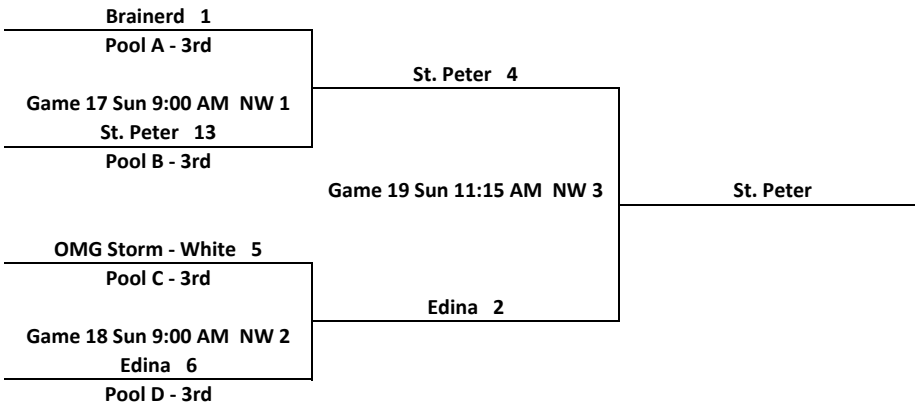 Brainerd 1
Pool A - 3rd
St. Peter 4
Game 17 Sun 9:00 AM NW 1
St. Peter 13
Pool B - 3rd
Game 19 Sun 11:15 AM NW 3
St. Peter
OMG Storm - White 5
Pool C - 3rd
Edina 2
Game 18 Sun 9:00 AM NW 2
Edina 6
Pool D - 3rd